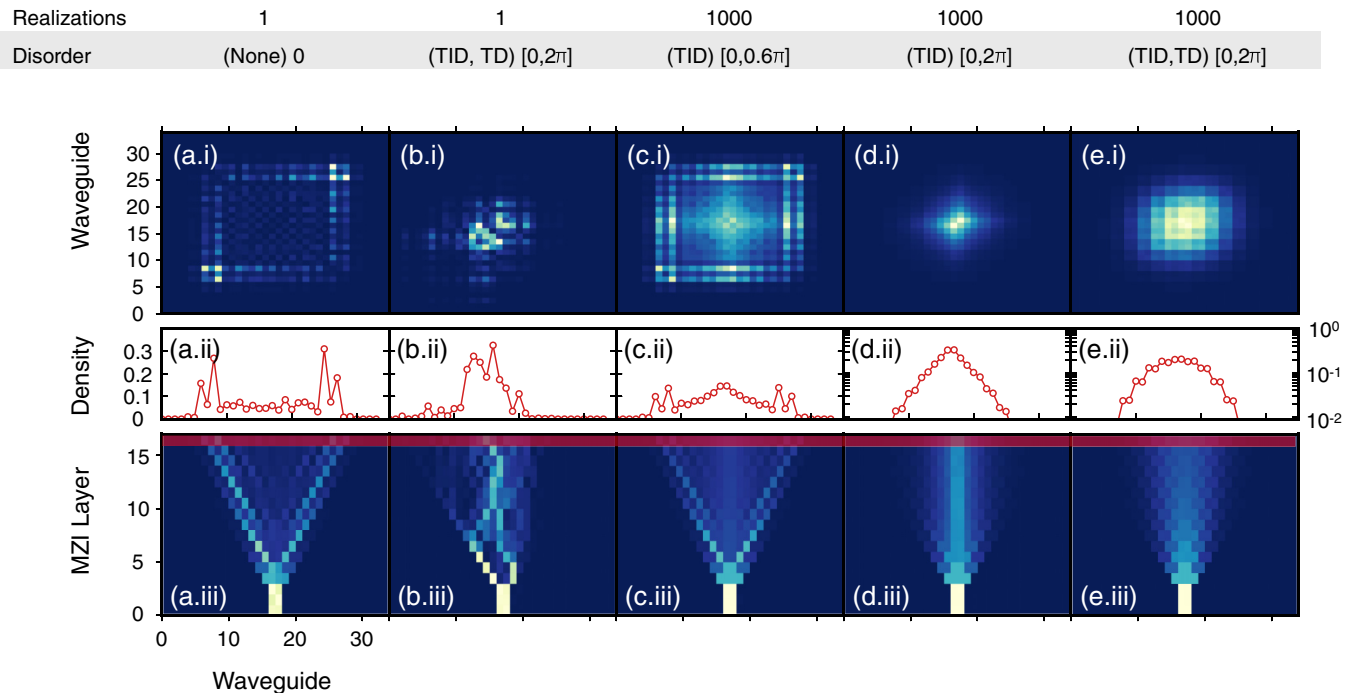 Realizations 1 1 1000 1000 1000
Disorder (None) 0 (TID, TD) [0,2π] (TID) [0,0.6π] (TID) [0,2π] (TID,TD) [0,2π]
Waveguide
30
25
20
15
10
5
0
(a.i) (b.i) (c.i) (d.i) (e.i)
Density
0.3
0.2
0.1
0
(a.ii) (b.ii) (c.ii) (d.ii) (e.ii)
10⁰
10⁻¹
10⁻²
MZI Layer
15
10
5
0
(a.iii) (b.iii) (c.iii) (d.iii) (e.iii)
0 10 20 30
Waveguide